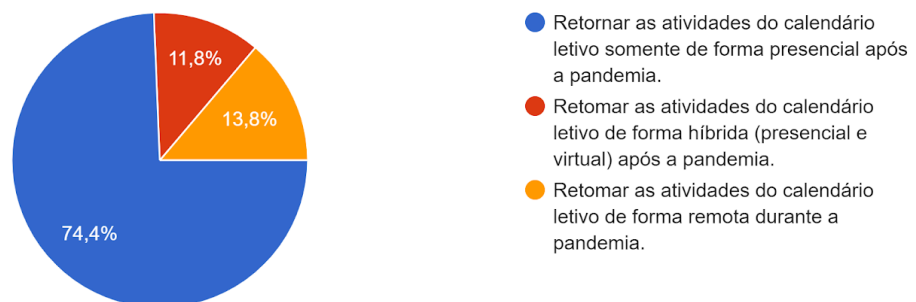 11,8%
13,8%
74,4%
Retornar as atividades do calendário
letivo somente de forma presencial após
a pandemia.
Retomar as atividades do calendário
letivo de forma híbrida (presencial e
virtual) após a pandemia.
Retomar as atividades do calendário
letivo de forma remota durante a
pandemia.